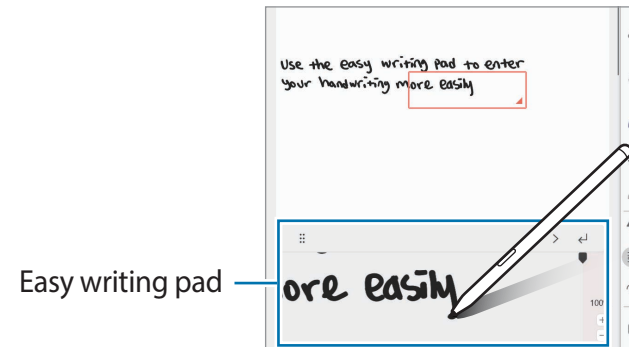 Use the easy writing pad to enter
your handwriting more easily
Easy writing pad
ore easily
100